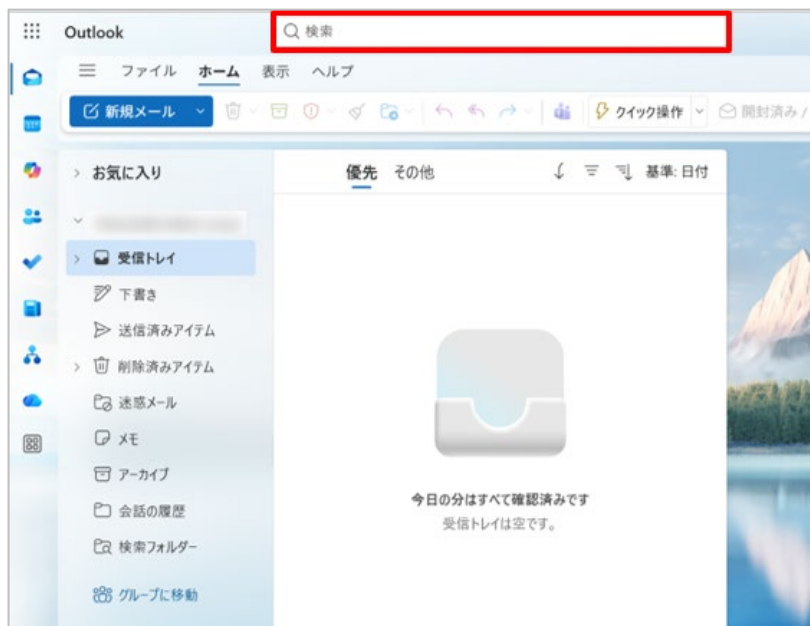 Outlook
検索
ファイル ホーム 表示 ヘルプ
新規メール クイック操作 開封済み /
お気に入り
優先 その他 基準: 日付
受信トレイ
下書き
送信済みアイテム
削除済みアイテム
迷惑メール
メモ
アーカイブ
会話の履歴
検索フォルダー
グループに移動
今日の分はすべて確認済みです
受信トレイは空です。